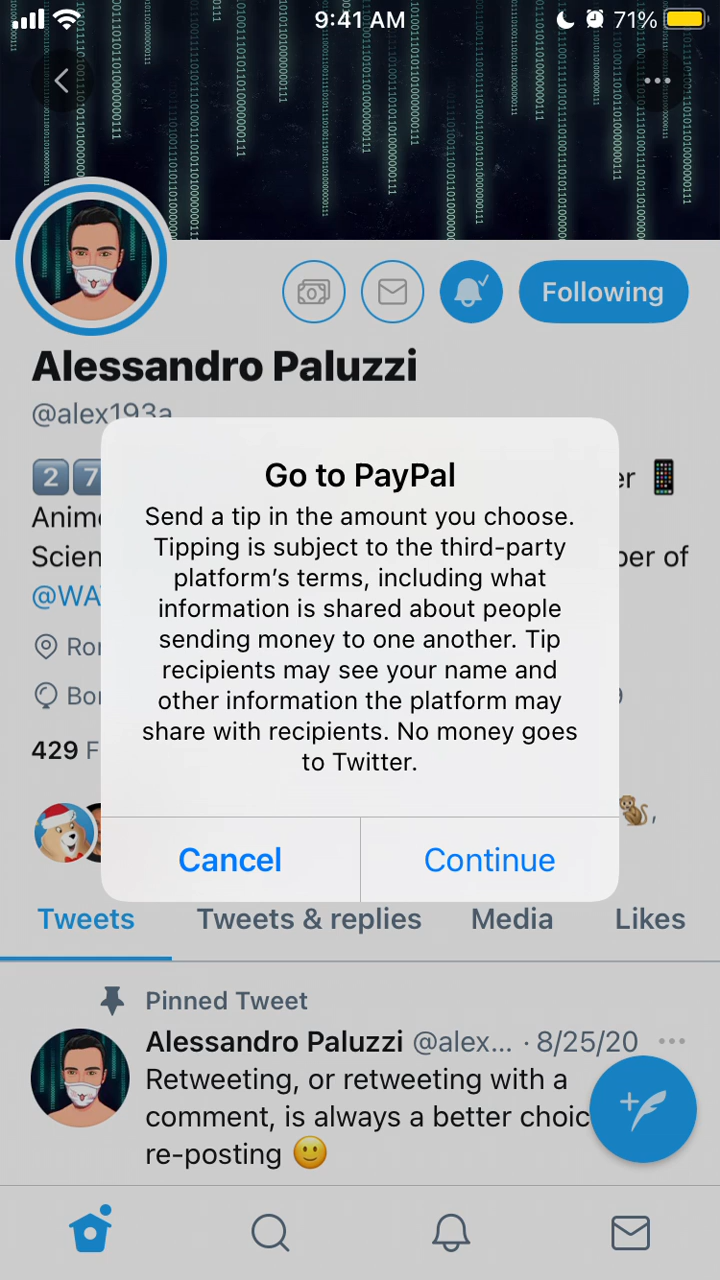 9:41 AM
71%
Following
Alessandro Paluzzi
@alex193a
2 7
Go to PayPal
Send a tip in the amount you choose.
Tipping is subject to the third-party
platform's terms, including what
information is shared about people
sending money to one another. Tip
recipients may see your name and
other information the platform may
share with recipients. No money goes
to Twitter.
Cancel Continue
of
429
Tweets Tweets & replies Media Likes
Pinned Tweet
Alessandro Paluzzi @alex... · 8/25/20
Retweeting, or retweeting with a
comment, is always a better choic
re-posting 🙂